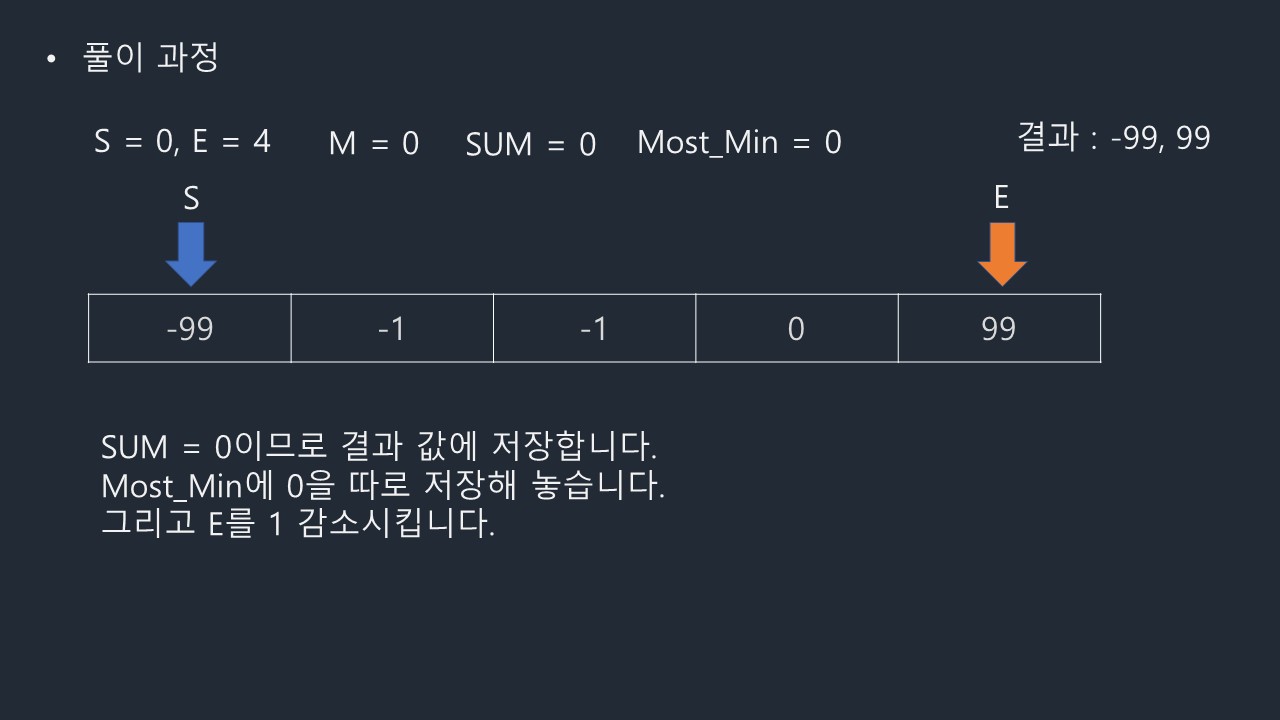 • 풀이 과정
S = 0, E = 4 M = 0 SUM = 0 Most_Min = 0 결과 : -99, 99
S E
-99 -1 -1 0 99
SUM = 0이므로 결과 값에 저장합니다.
Most_Min에 0을 따로 저장해 놓습니다.
그리고 E를 1 감소시킵니다.